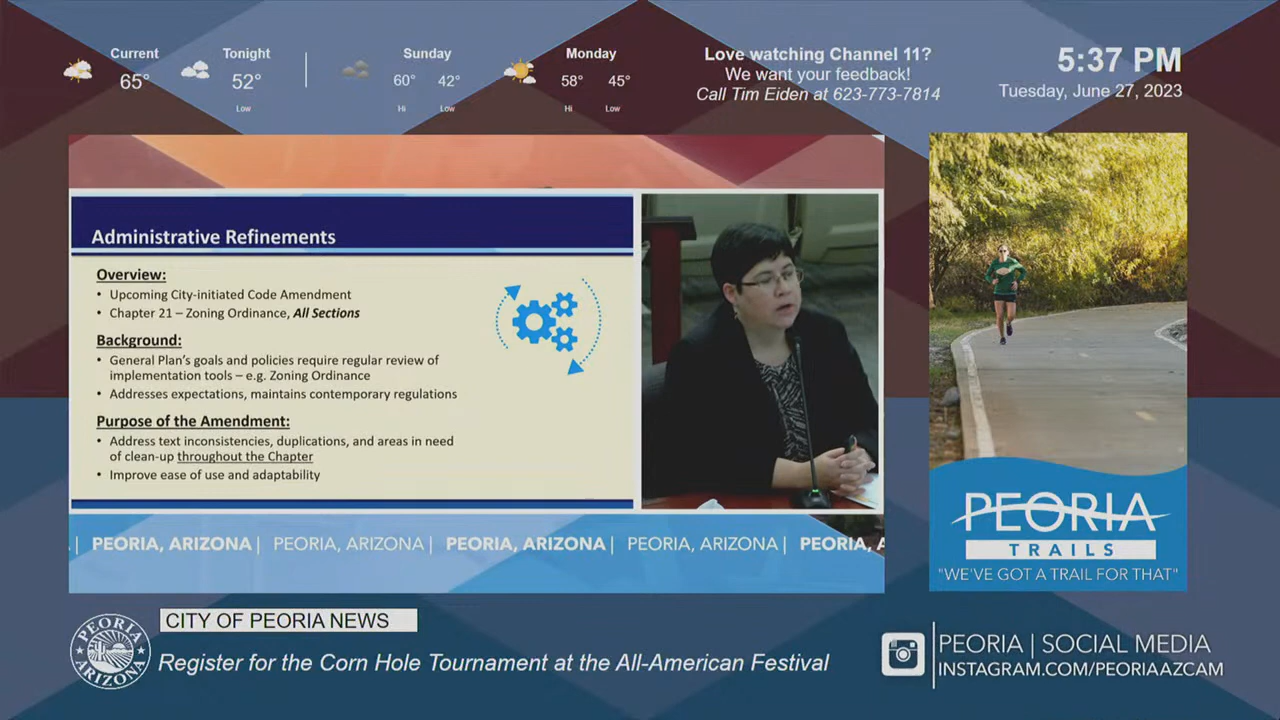 Current
65°
Tonight
52°
Low
Sunday
60° 42°
Hi Low
Monday
58° 45°
Hi Low
Love watching Channel 11?
We want your feedback!
Call Tim Eiden at 623-773-7814
5:37 PM
Tuesday, June 27, 2023
Administrative Refinements
Overview:
• Upcoming City-initiated Code Amendment
• Chapter 21 – Zoning Ordinance, All Sections
Background:
• General Plan's goals and policies require regular review of
implementation tools – e.g. Zoning Ordinance
• Addresses expectations, maintains contemporary regulations
Purpose of the Amendment:
• Address text inconsistencies, duplications, and areas in need
of clean-up throughout the Chapter
• Improve ease of use and adaptability
PEORIA, ARIZONA | PEORIA, ARIZONA | PEORIA, ARIZONA | PEORIA, ARIZONA | PEORIA, A
PEORIA
TRAILS
"WE'VE GOT A TRAIL FOR THAT"
PEORIA
ARIZONA
CITY OF PEORIA NEWS
Register for the Corn Hole Tournament at the All-American Festival
PEORIA | SOCIAL MEDIA
INSTAGRAM.COM/PEORIAAZCAM